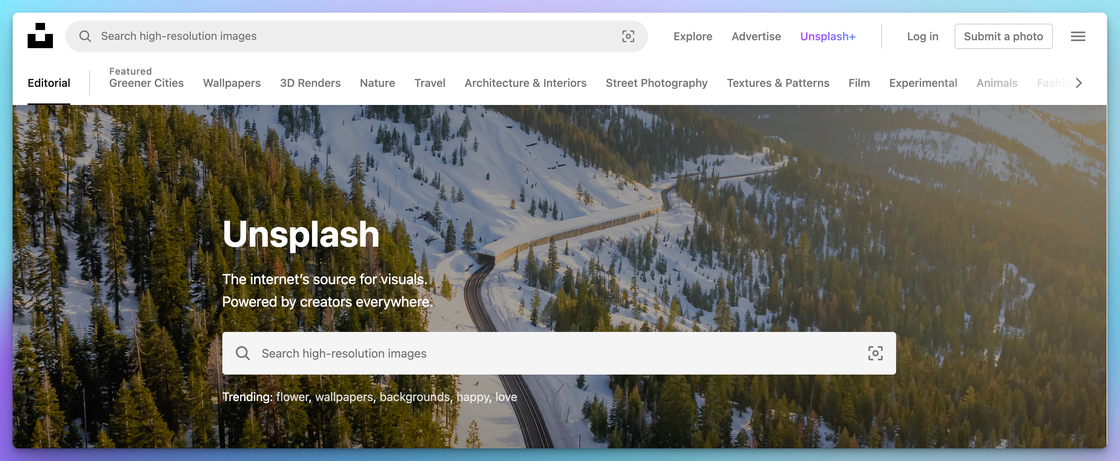 Search high-resolution images
Explore Advertise Unsplash+ Log in Submit a photo
Editorial
Featured
Greener Cities Wallpapers 3D Renders Nature Travel Architecture & Interiors Street Photography Textures & Patterns Film Experimental Animals Fashi
Unsplash
The internet’s source for visuals.
Powered by creators everywhere.
Search high-resolution images
Trending: flower, wallpapers, backgrounds, happy, love